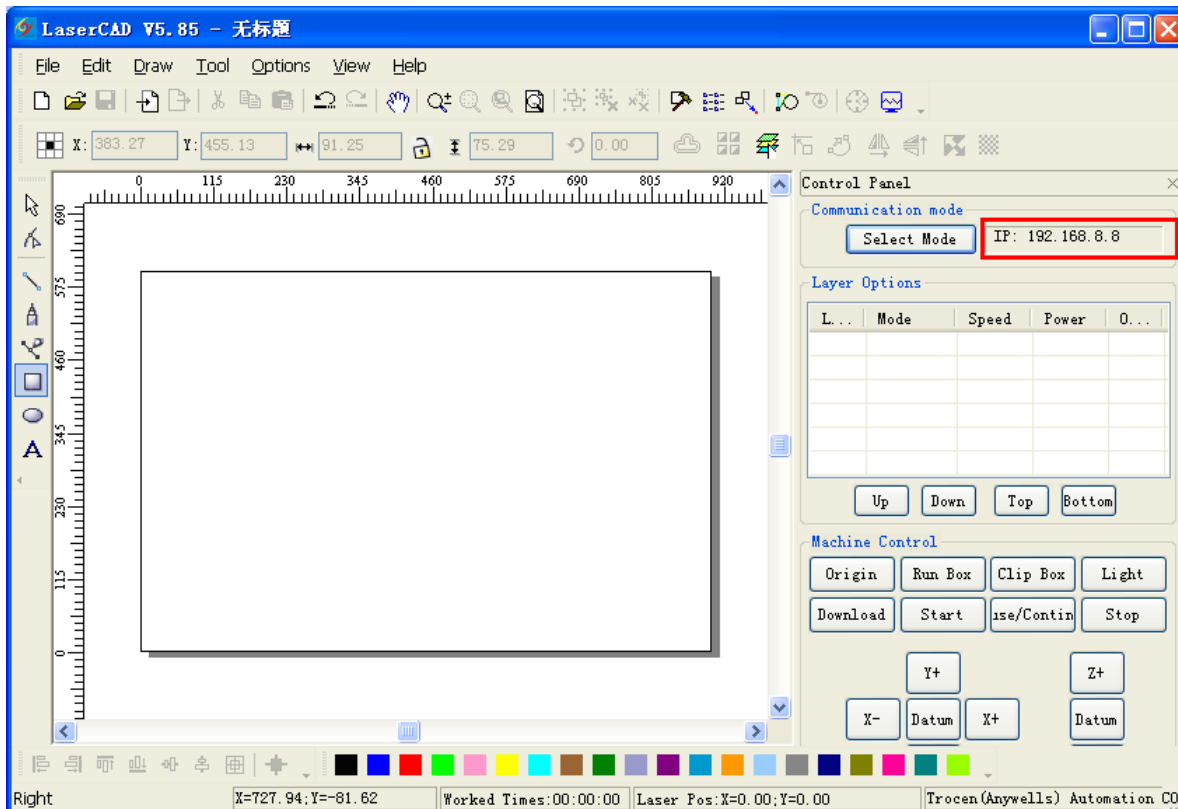 LaserCAD V5.85 - 无标题
File Edit Draw Tool Options View Help
X: 383.27 Y: 455.13 91.25 75.29 0.00
0 115 230 345 460 575 690 805 920
Control Panel
Communication mode
Select Mode IP: 192.168.8.8
690
575
460
345
230
115
0
Layer Options
L... Mode Speed Power O...
Up Down Top Bottom
Machine Control
Origin Run Box Clip Box Light
Download Start use/Contin Stop
Y+ Z+
X- Datum X+ Datum
A
Right X=727.94;Y=-81.62 Worked Times:00:00:00 Laser Pos:X=0.00;Y=0.00 Trocen(Anywells) Automation CO